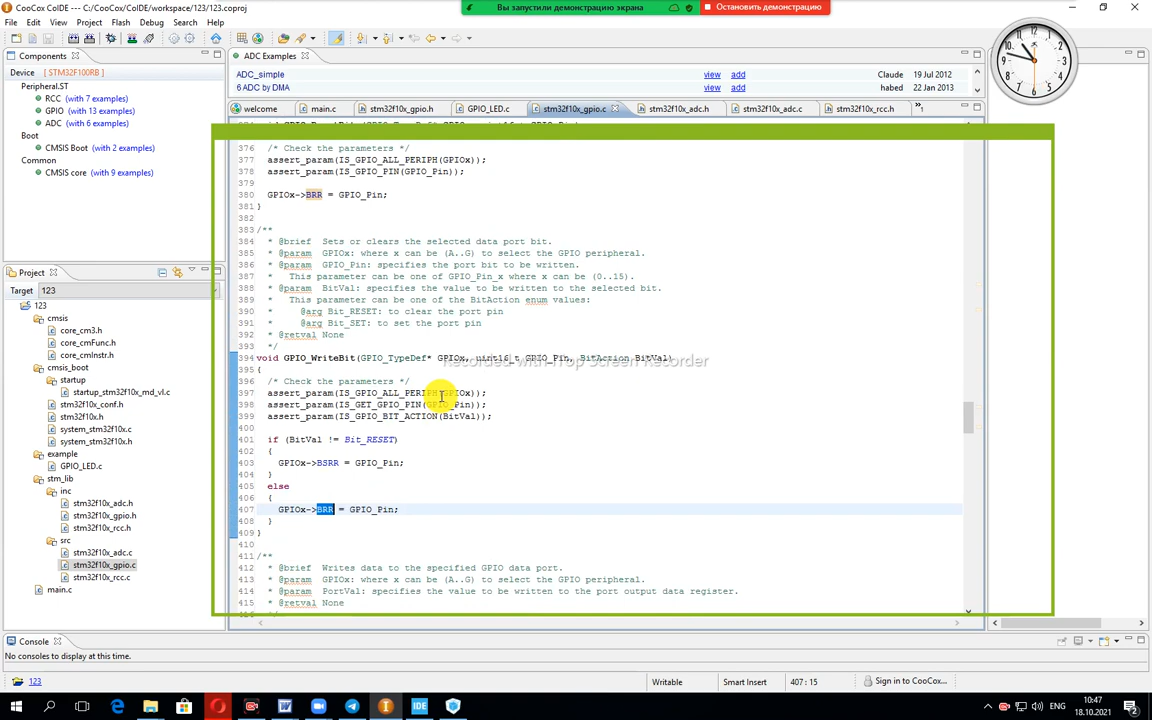 CooCox CoIDE --- C:/CooCox/CoIDE/123/123.coproj
Вы запустили демонстрацию экрана
Остановить демонстрацию
File Edit View Project Flash Debug Search Help
Components
Device [ STM32F100RB ]
Peripheral.ST
RCC (with 7 examples)
GPIO (with 13 examples)
ADC (with 6 examples)
Boot
CMSIS Boot (with 2 examples)
Common
CMSIS core (with 9 examples)
ADC Examples
ADC_simple view add Claude 19 Jul 2012
6 ADC by DMA view add habed 22 Jan 2013
welcome main.c stm32f10x_gpio.h GPIO_LED.c stm32f10x_gpio.c stm32f10x_adc.h stm32f10x_adc.c stm32f10x_rcc.h
376 /* Check the parameters */
377 assert_param(IS_GPIO_ALL_PERIPH(GPIOx));
378 assert_param(IS_GPIO_PIN(GPIO_Pin));
379
380 GPIOx->BRR = GPIO_Pin;
381 }
382
383 /**
384 * @brief Sets or clears the selected data port bit.
385 * @param GPIOx: where x can be (A..G) to select the GPIO peripheral.
386 * @param GPIO_Pin: specifies the port bit to be written.
387 * This parameter can be one of GPIO_Pin_x where x can be (0..15).
388 * @param BitVal: specifies the value to be written to the selected bit.
389 * This parameter can be one of the BitAction enum values:
390 * @arg Bit_RESET: to clear the port pin
391 * @arg Bit_SET: to set the port pin
392 * @retval None
393 */
394 void GPIO_WriteBit(GPIO_TypeDef* GPIOx, uint16_t GPIO_Pin, BitAction BitVal)
Recorded with iTop Screen Recorder
395 {
396 /* Check the parameters */
397 assert_param(IS_GPIO_ALL_PERIPH(GPIOx));
398 assert_param(IS_GET_GPIO_PIN(GPIO_Pin));
399 assert_param(IS_GPIO_BIT_ACTION(BitVal));
400
401 if (BitVal != Bit_RESET)
402 {
403 GPIOx->BSRR = GPIO_Pin;
404 }
405 else
406 {
407 GPIOx->BRR = GPIO_Pin;
408 }
409 }
410
411 /**
412 * @brief Writes data to the specified GPIO data port.
413 * @param GPIOx: where x can be (A..G) to select the GPIO peripheral.
414 * @param PortVal: specifies the value to be written to the port output data register.
415 * @retval None
Project
Target 123
123
cmsis
core_cm3.h
core_cmFunc.h
core_cmInstr.h
cmsis_boot
startup
startup_stm32f10x_md_vl.c
stm32f10x_conf.h
stm32f10x.h
system_stm32f10x.c
system_stm32f10x.h
example
GPIO_LED.c
stm_lib
inc
stm32f10x_adc.h
stm32f10x_gpio.h
stm32f10x_rcc.h
src
stm32f10x_adc.c
stm32f10x_gpio.c
stm32f10x_rcc.c
main.c
Console
No consoles to display at this time.
123 Writable Smart Insert 407 : 15 Sign in to CooCox...
IDE
ENG
10:47
18.10.2021
2